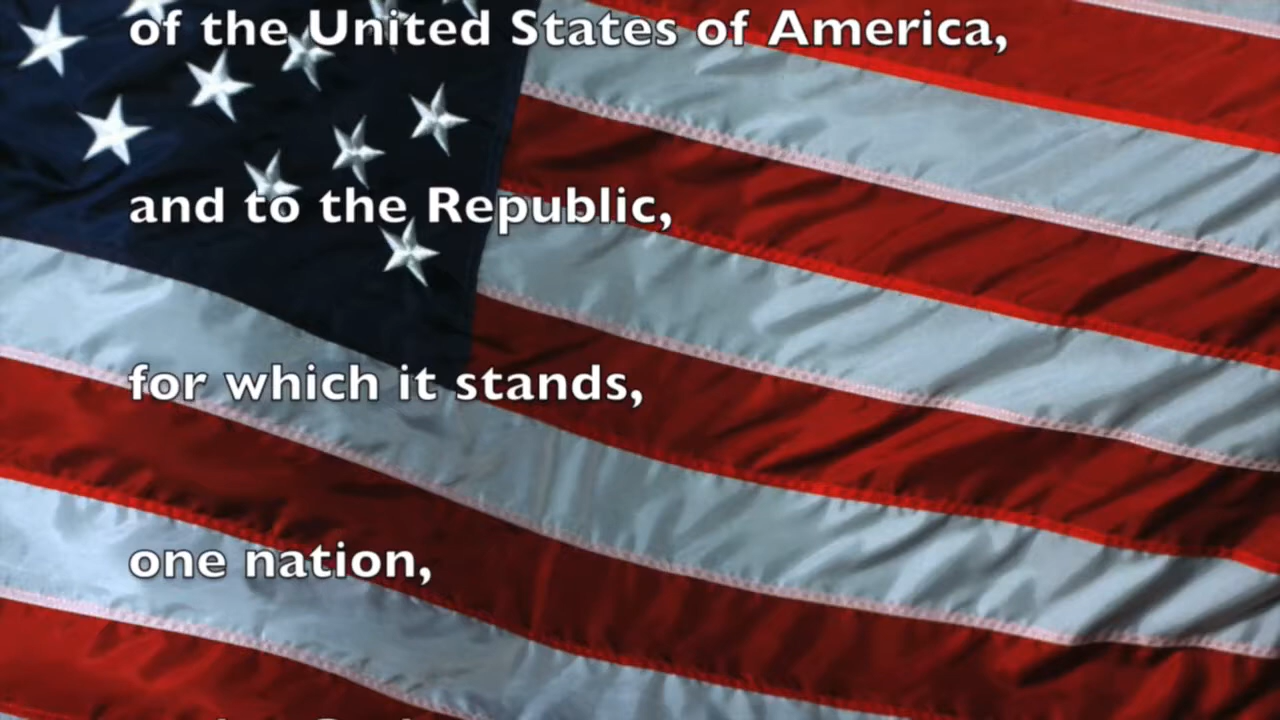 of the United States of America,
and to the Republic,
for which it stands,
one nation,